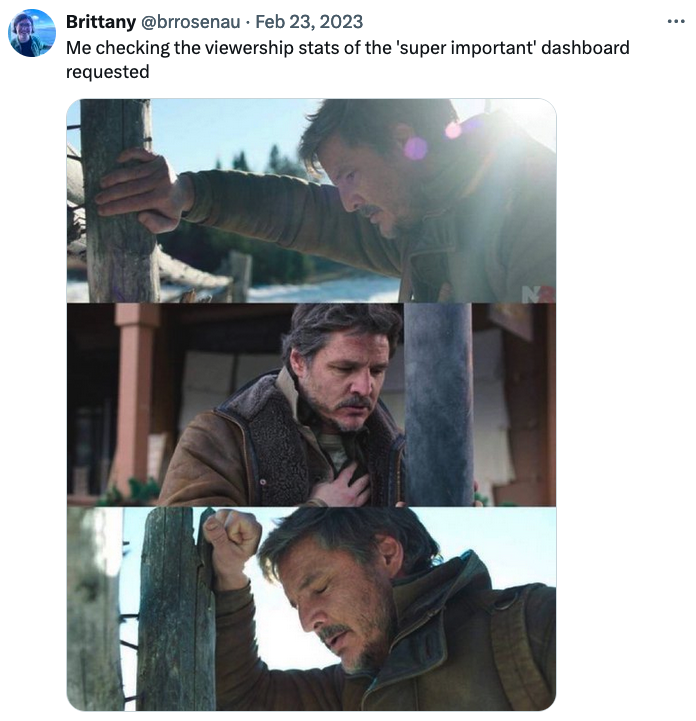 Brittany @brrosenau · Feb 23, 2023
Me checking the viewership stats of the 'super important' dashboard
requested